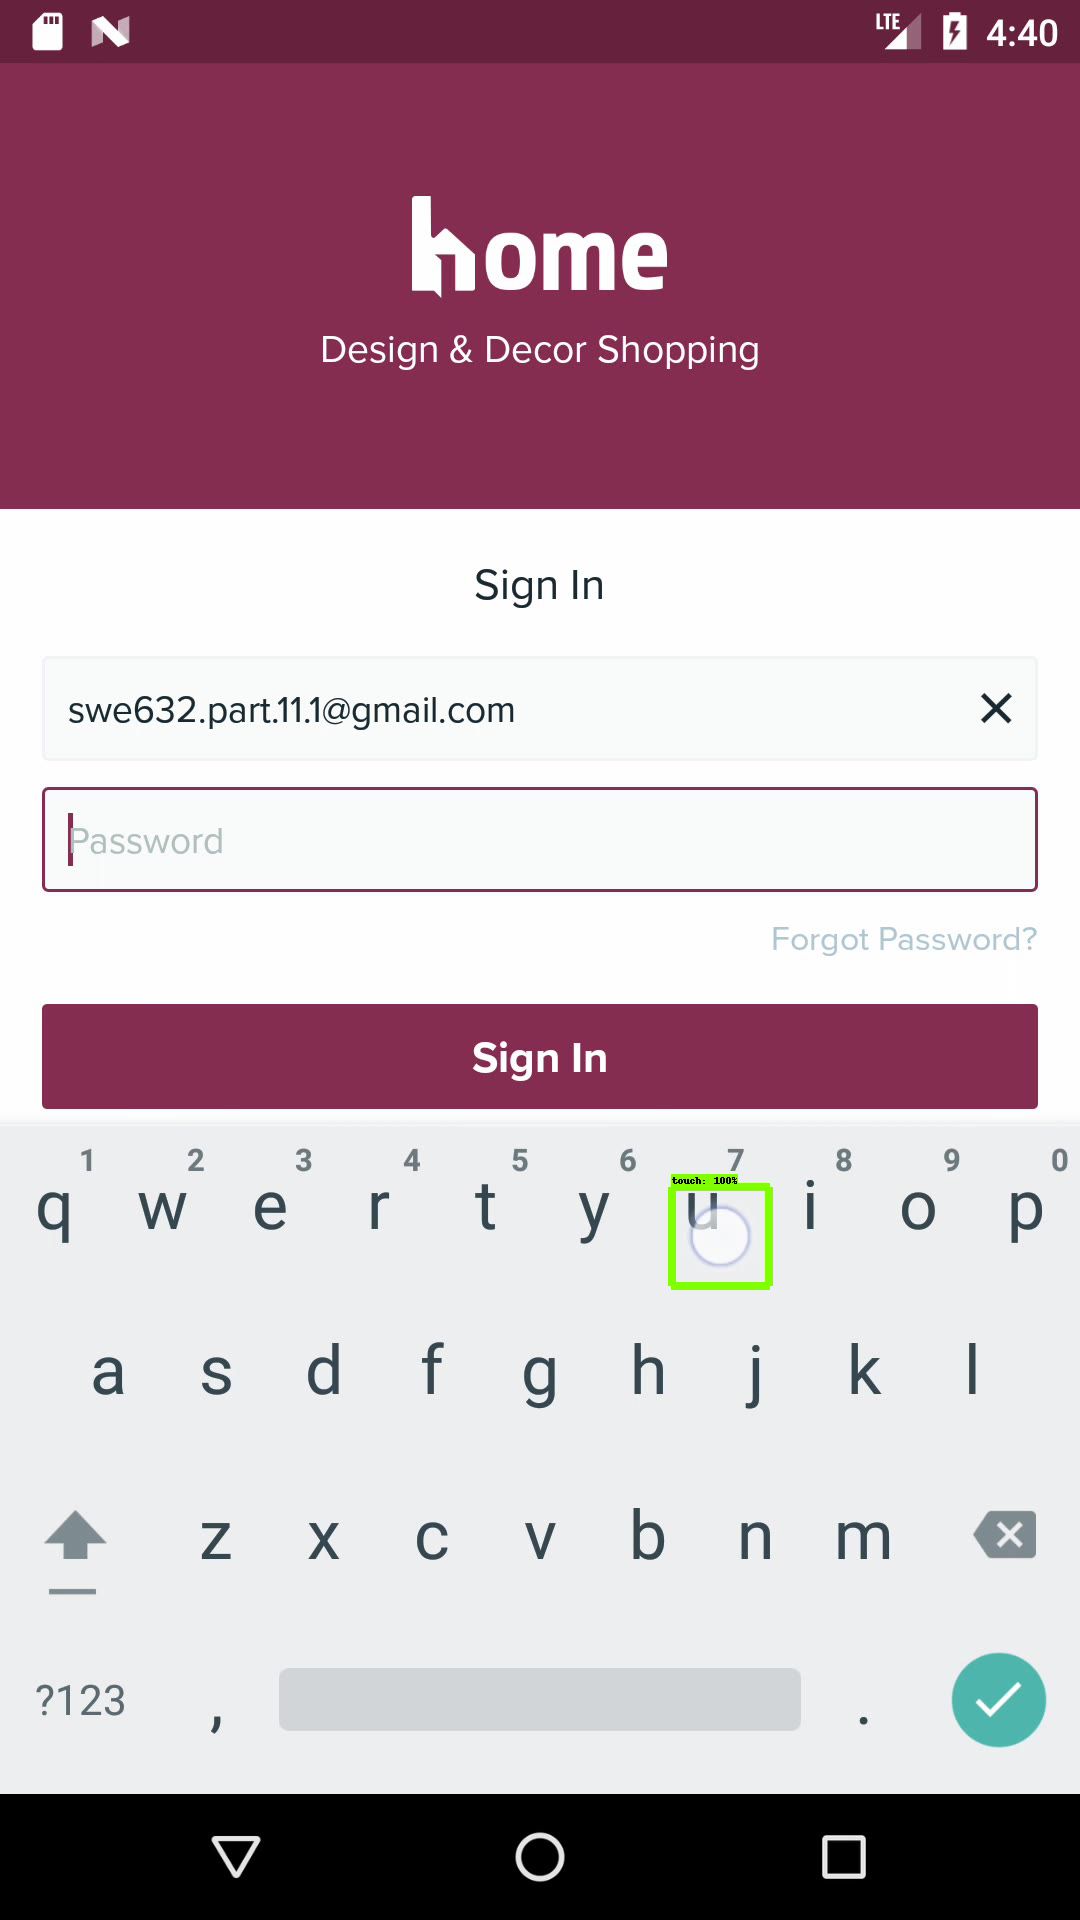 LTE 4:40
home
Design & Decor Shopping
Sign In
swe632.part.11.1@gmail.com
Password
Forgot Password?
Sign In
1 2 3 4 5 6 7 8 9 0
touch: 100%
q w e r t y u i o p
a s d f g h j k l
z x c v b n m
?123 , .